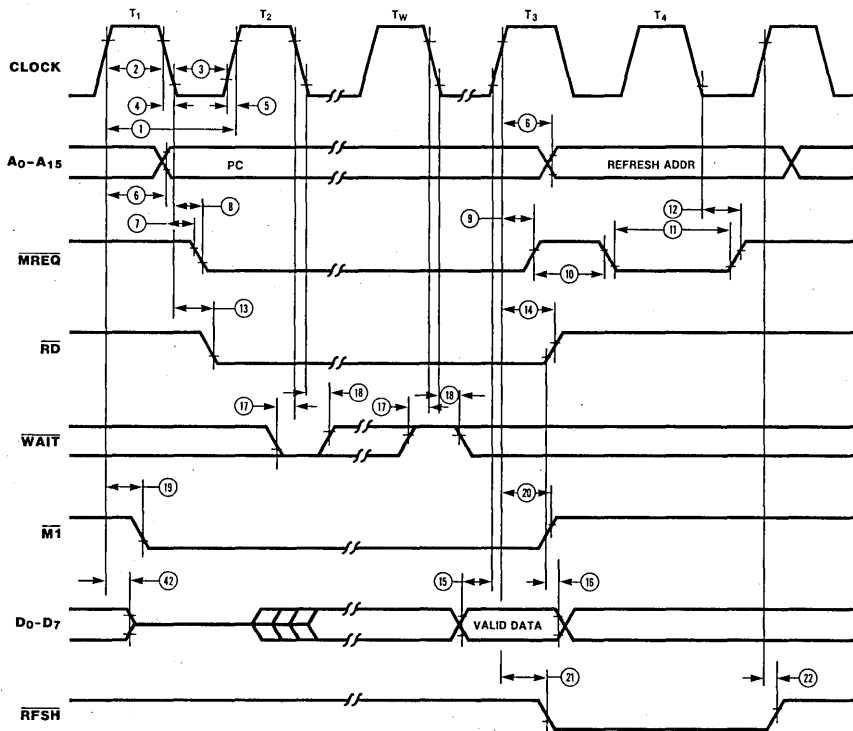 T1 T2 TW T3 T4
CLOCK
2 3
4 5
1 6
A0–A15 PC REFRESH ADDR
6 8 12
7 9 11
MREQ 10
13 14
RD
17 18 17 18
WAIT
19 20
M1
42 15 16
D0–D7 VALID DATA
21 22
RFSH